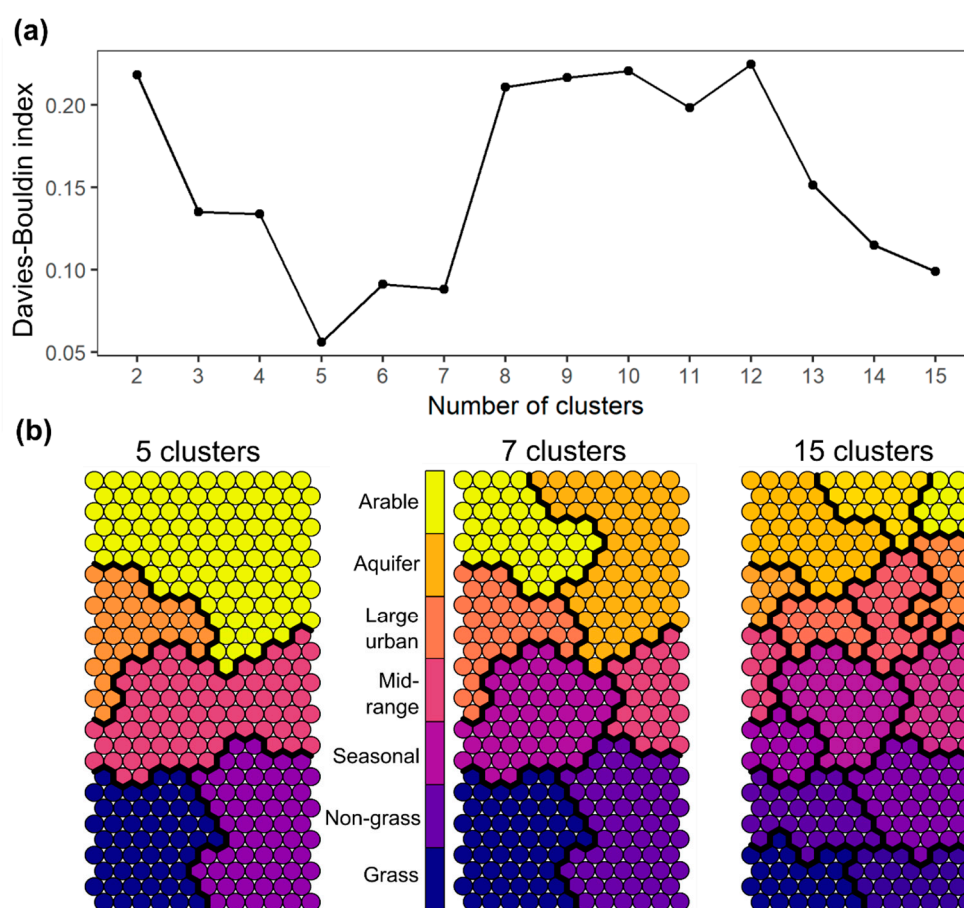 (a)
Davies-Bouldin index
0.20
0.15
0.10
0.05
2 3 4 5 6 7 8 9 10 11 12 13 14 15
Number of clusters
(b)
5 clusters
7 clusters
15 clusters
Arable
Aquifer
Large
urban
Mid-
range
Seasonal
Non-grass
Grass